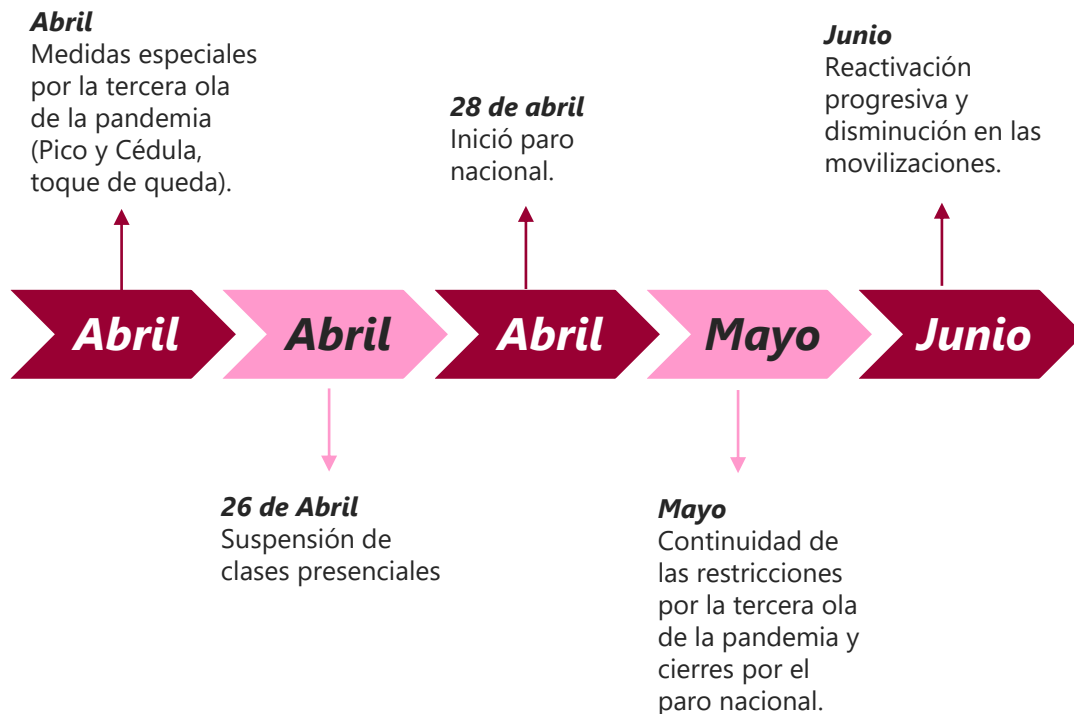 Abril
Medidas especiales
por la tercera ola
de la pandemia
(Pico y Cédula,
toque de queda).
28 de abril
Inició paro
nacional.
Junio
Reactivación
progresiva y
disminución en las
movilizaciones.
Abril
Abril
Abril
Mayo
Junio
26 de Abril
Suspensión de
clases presenciales
Mayo
Continuidad de
las restricciones
por la tercera ola
de la pandemia y
cierres por el
paro nacional.